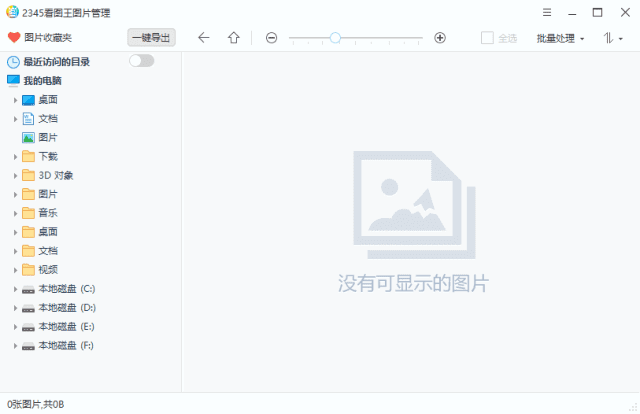 2345看图王图片管理
图片收藏夹
一键导出
全选
批量处理
最近访问的目录
我的电脑
桌面
文档
图片
下载
3D 对象
图片
音乐
桌面
文档
视频
本地磁盘 (C:)
本地磁盘 (D:)
本地磁盘 (E:)
本地磁盘 (F:)
没有可显示的图片
0张图片,共0B